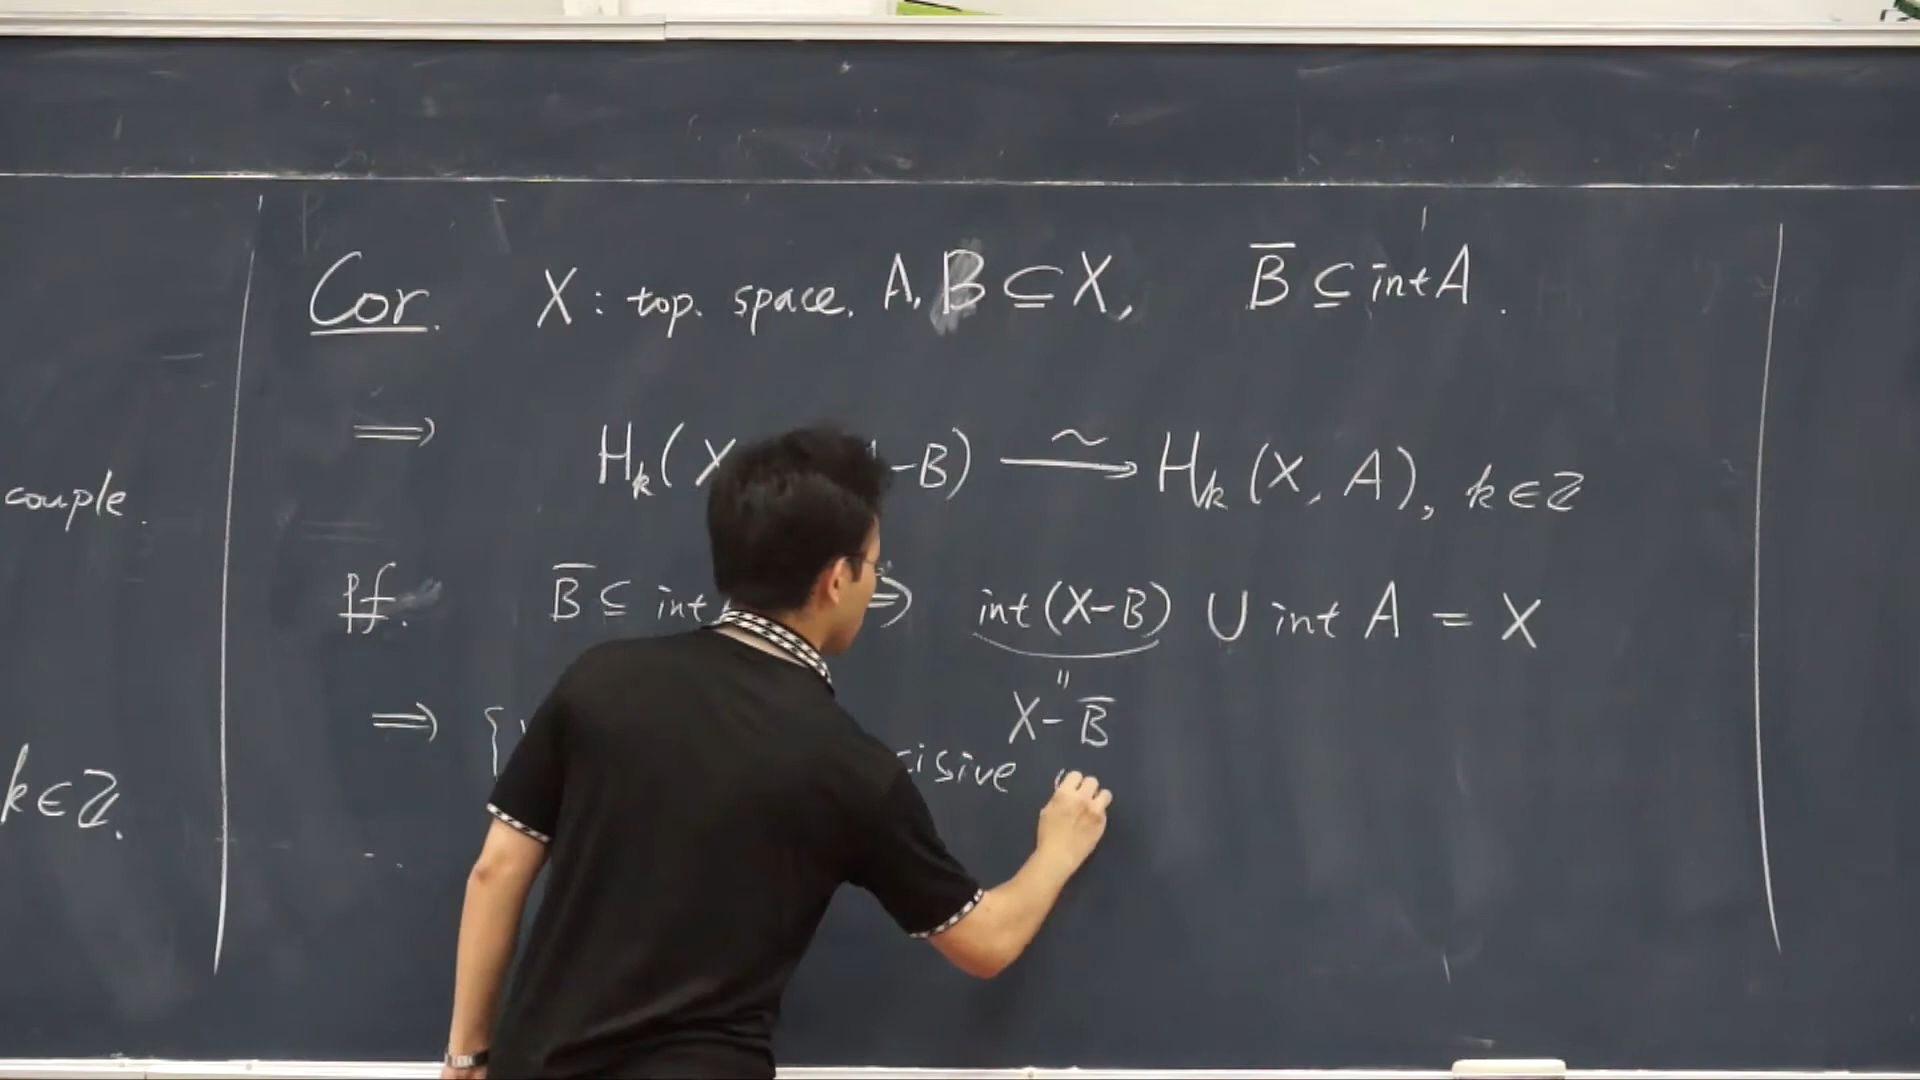 couple.
k∈ℤ.
Cor. X : top. space. A, B ⊆ X, B̅ ⊆ int A.
⟹ H_k(X -B) ⟶^∼ H_k(X, A), k∈ℤ
pf. B̅ ⊆ int ⟹ int(X-B) ∪ int A = X
"
X-B̅
⟹ {